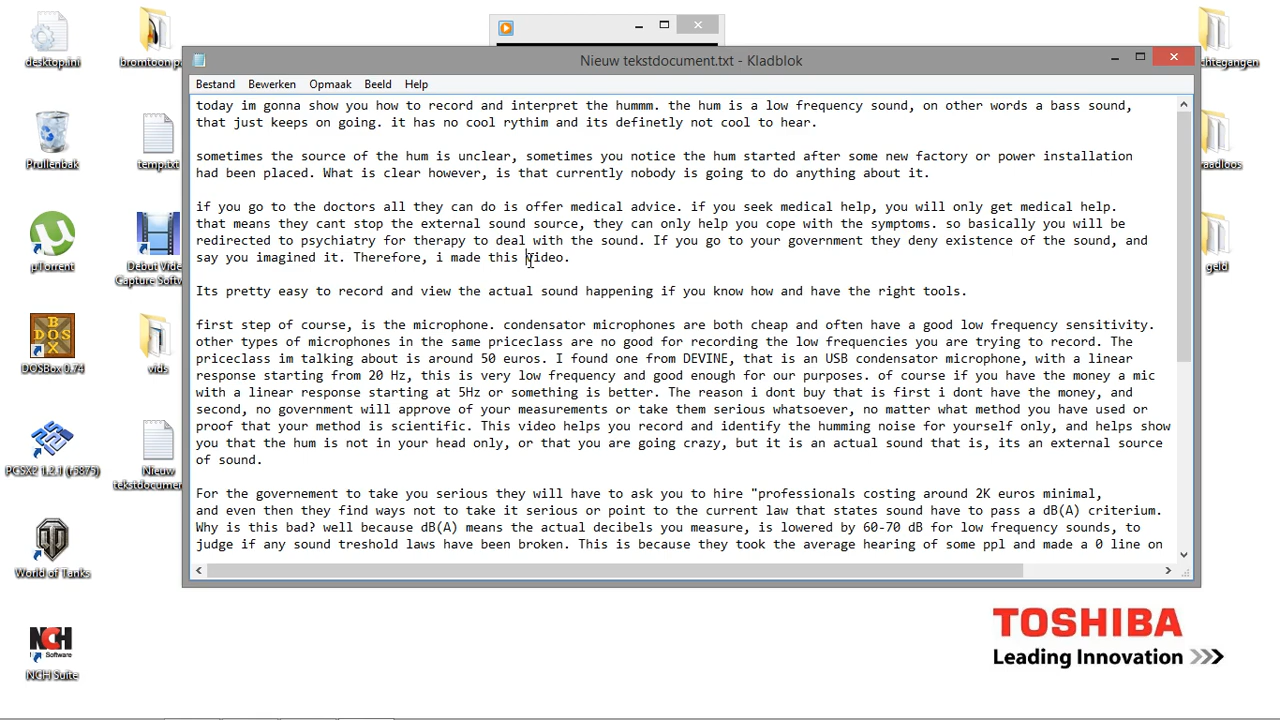 desktop.ini
bromtoon
Prullenbak
temp.txt
µTorrent
Debut Vide
Capture Softw
DOSBox 0.74
vids
PCSX2 1.2.1 (r5875)
Nieuw
tekstdocumen
World of Tanks
NCH Software
NCH Suite
Nieuw tekstdocument.txt - Kladblok
Bestand Bewerken Opmaak Beeld Help
today im gonna show you how to record and interpret the hummm. the hum is a low frequency sound, on other words a bass sound,
that just keeps on going. it has no cool rythim and its definetly not cool to hear.
sometimes the source of the hum is unclear, sometimes you notice the hum started after some new factory or power installation
had been placed. What is clear however, is that currently nobody is going to do anything about it.
if you go to the doctors all they can do is offer medical advice. if you seek medical help, you will only get medical help.
that means they cant stop the external sound source, they can only help you cope with the symptoms. so basically you will be
redirected to psychiatry for therapy to deal with the sound. If you go to your government they deny existence of the sound, and
say you imagined it. Therefore, i made this video.
Its pretty easy to record and view the actual sound happening if you know how and have the right tools.
first step of course, is the microphone. condensator microphones are both cheap and often have a good low frequency sensitivity.
other types of microphones in the same priceclass are no good for recording the low frequencies you are trying to record. The
priceclass im talking about is around 50 euros. I found one from DEVINE, that is an USB condensator microphone, with a linear
response starting from 20 Hz, this is very low frequency and good enough for our purposes. of course if you have the money a mic
with a linear response starting at 5Hz or something is better. The reason i dont buy that is first i dont have the money, and
second, no government will approve of your measurements or take them serious whatsoever, no matter what method you have used or
proof that your method is scientific. This video helps you record and identify the humming noise for yourself only, and helps show
you that the hum is not in your head only, or that you are going crazy, but it is an actual sound that is, its an external source
of sound.
For the governement to take you serious they will have to ask you to hire "professionals costing around 2K euros minimal,
and even then they find ways not to take it serious or point to the current law that states sound have to pass a dB(A) criterium.
Why is this bad? well because dB(A) means the actual decibels you measure, is lowered by 60-70 dB for low frequency sounds, to
judge if any sound treshold laws have been broken. This is because they took the average hearing of some ppl and made a 0 line on
chtegangen
raadloos
geld
TOSHIBA
Leading Innovation >>>